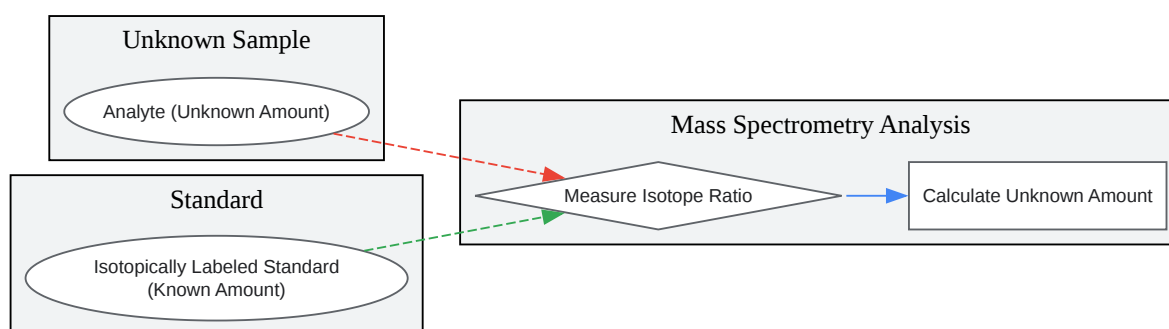 Unknown Sample
Analyte (Unknown Amount)
Standard
Isotopically Labeled Standard
(Known Amount)
Mass Spectrometry Analysis
Measure Isotope Ratio
Calculate Unknown Amount